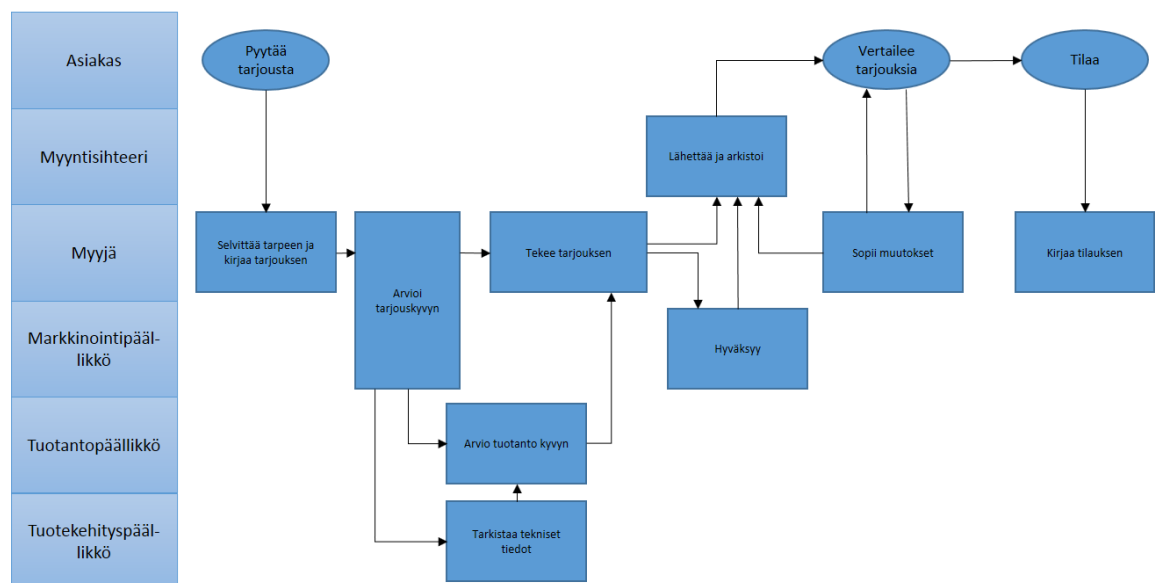 Asiakas
Pyytää
tarjousta
Vertailee
tarjouksia
Tilaa
Myyntisihteeri
Lähettää ja arkistoi
Myyjä
Selvittää tarpeen ja
kirjaa tarjouksen
Arvioi
tarjouskyvyn
Tekee tarjouksen
Sopii muutokset
Kirjaa tilauksen
Markkinointipääl-
likkö
Hyväksyy
Tuotantopäällikkö
Arvio tuotanto kyvyn
Tuotekehityspääl-
likkö
Tarkistaa tekniset
tiedot